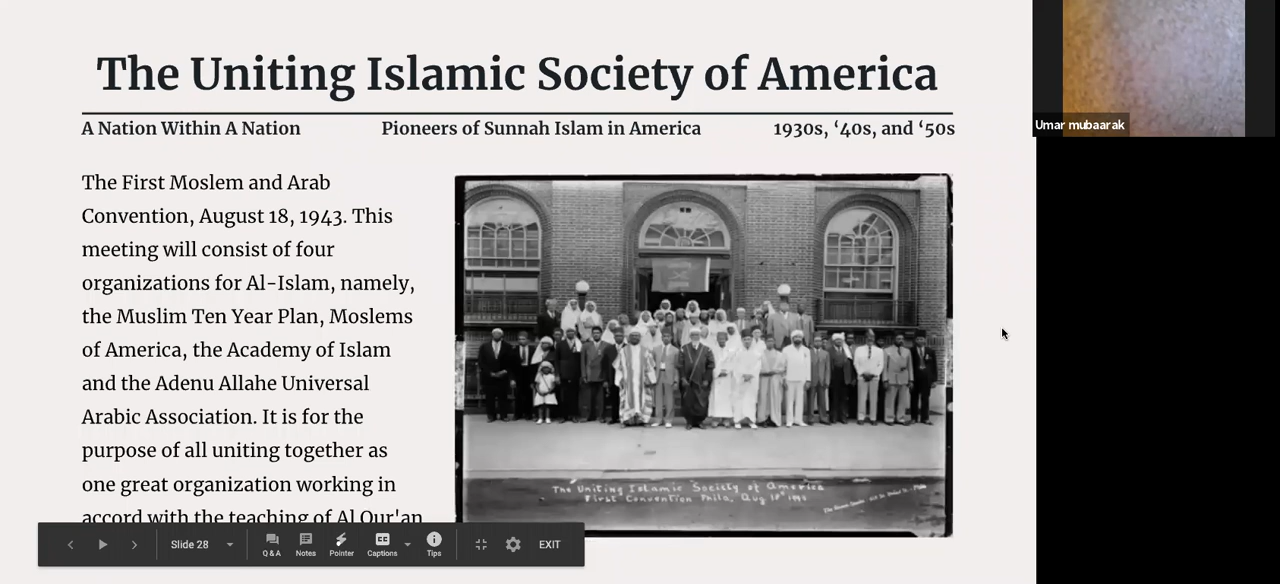 The Uniting Islamic Society of America
A Nation Within A Nation
Pioneers of Sunnah Islam in America
1930s, ‘40s, and ‘50s
The First Moslem and Arab
Convention, August 18, 1943. This
meeting will consist of four
organizations for Al-Islam, namely,
the Muslim Ten Year Plan, Moslems
of America, the Academy of Islam
and the Adenu Allahe Universal
Arabic Association. It is for the
purpose of all uniting together as
one great organization working in
accord with the teaching of Al Qur'an
The Uniting Islamic Society of America
First Convention Phila, Aug 18
Umar mubaarak
Slide 28
Q & A
Notes
Pointer
Captions
Tips
EXIT